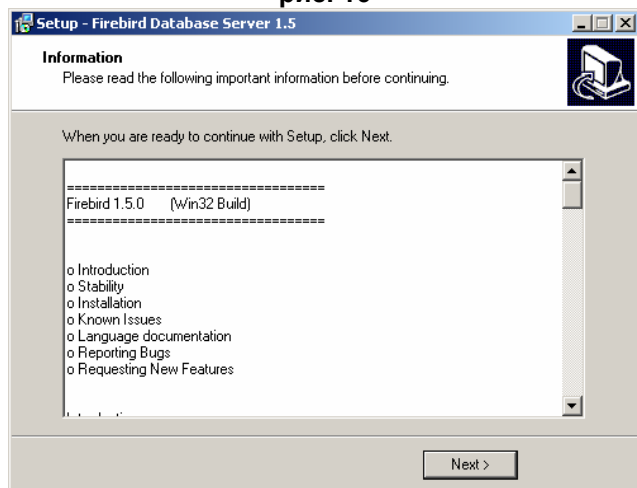 Setup - Firebird Database Server 1.5
Information
Please read the following important information before continuing.
When you are ready to continue with Setup, click Next.
==================================
Firebird 1.5.0 (Win32 Build)
==================================
o Introduction
o Stability
o Installation
o Known Issues
o Language documentation
o Reporting Bugs
o Requesting New Features
Next >